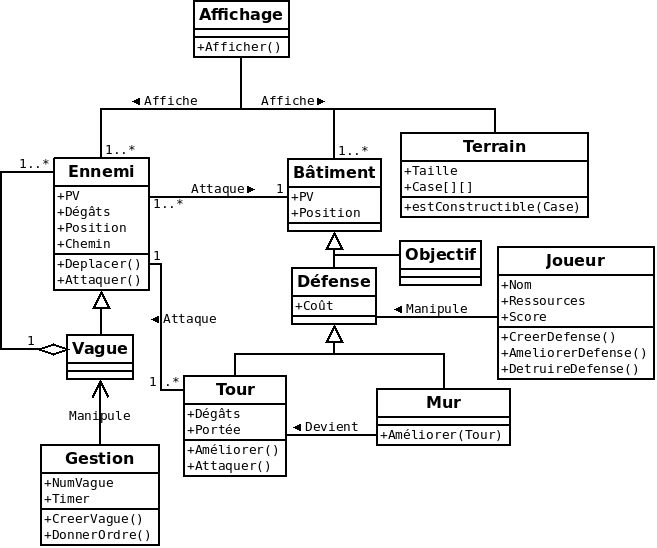 Affichage
+Afficher()
◄ Affiche
Affiche►
1..*
1..*
1..*
Ennemi
+PV
+Dégâts
+Position
+Chemin
+Deplacer()
+Attaquer()
Attaque ►
1..*
1
Bâtiment
+PV
+Position
Terrain
+Taille
+Case[][]
+estConstructible(Case)
Objectif
Défense
+Coût
Joueur
+Nom
+Ressources
+Score
+CreerDefense()
+AmeliorerDefense()
+DetruireDefense()
◄ Manipule
1
◄ Attaque
1..*
1
Vague
Manipule
Tour
+Dégâts
+Portée
+Améliorer()
+Attaquer()
◄ Devient
Mur
+Améliorer(Tour)
Gestion
+NumVague
+Timer
+CreerVague()
+DonnerOrdre()